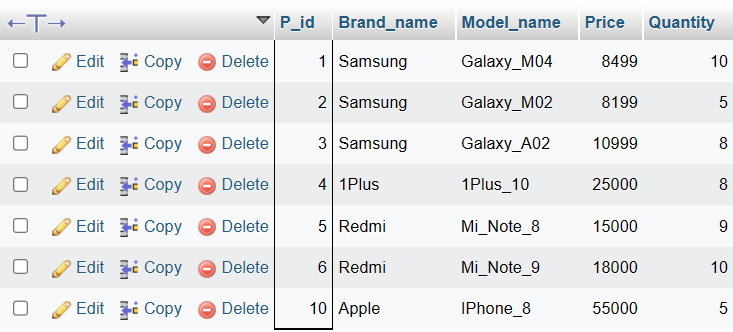 P_id Brand_name Model_name Price Quantity
Edit Copy Delete 1 Samsung Galaxy_M04 8499 10
Edit Copy Delete 2 Samsung Galaxy_M02 8199 5
Edit Copy Delete 3 Samsung Galaxy_A02 10999 8
Edit Copy Delete 4 1Plus 1Plus_10 25000 8
Edit Copy Delete 5 Redmi Mi_Note_8 15000 9
Edit Copy Delete 6 Redmi Mi_Note_9 18000 10
Edit Copy Delete 10 Apple IPhone_8 55000 5